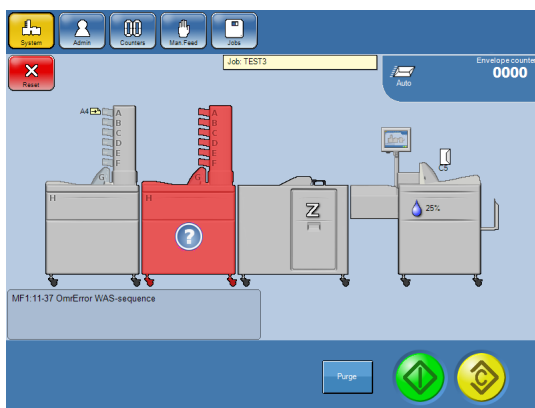 System
Admin
Counters
Man.Feed
Jobs
Reset
Job: TEST3
Auto
Envelope counter
0000
A4
A
B
C
D
E
F
G
H
A
B
C
D
E
F
G
H
?
Z
C5
25%
MF1:11-37 OmrError WAS-sequence
Purge
C